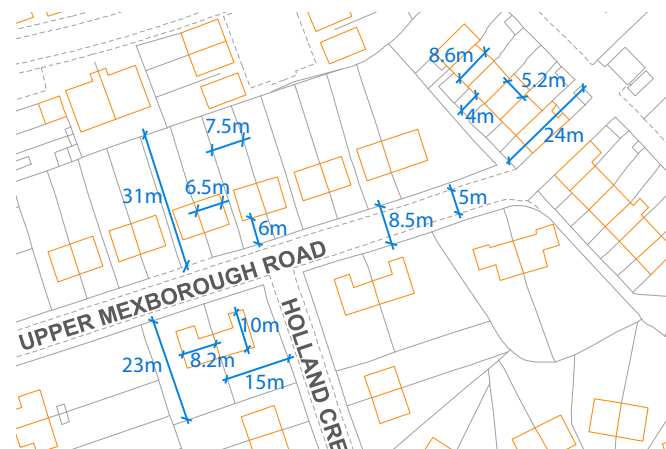 8.6m
5.2m
4m
24m
7.5m
31m
6.5m
6m
8.5m
5m
UPPER MEXBOROUGH ROAD
HOLLAND CRE
10m
8.2m
23m
15m